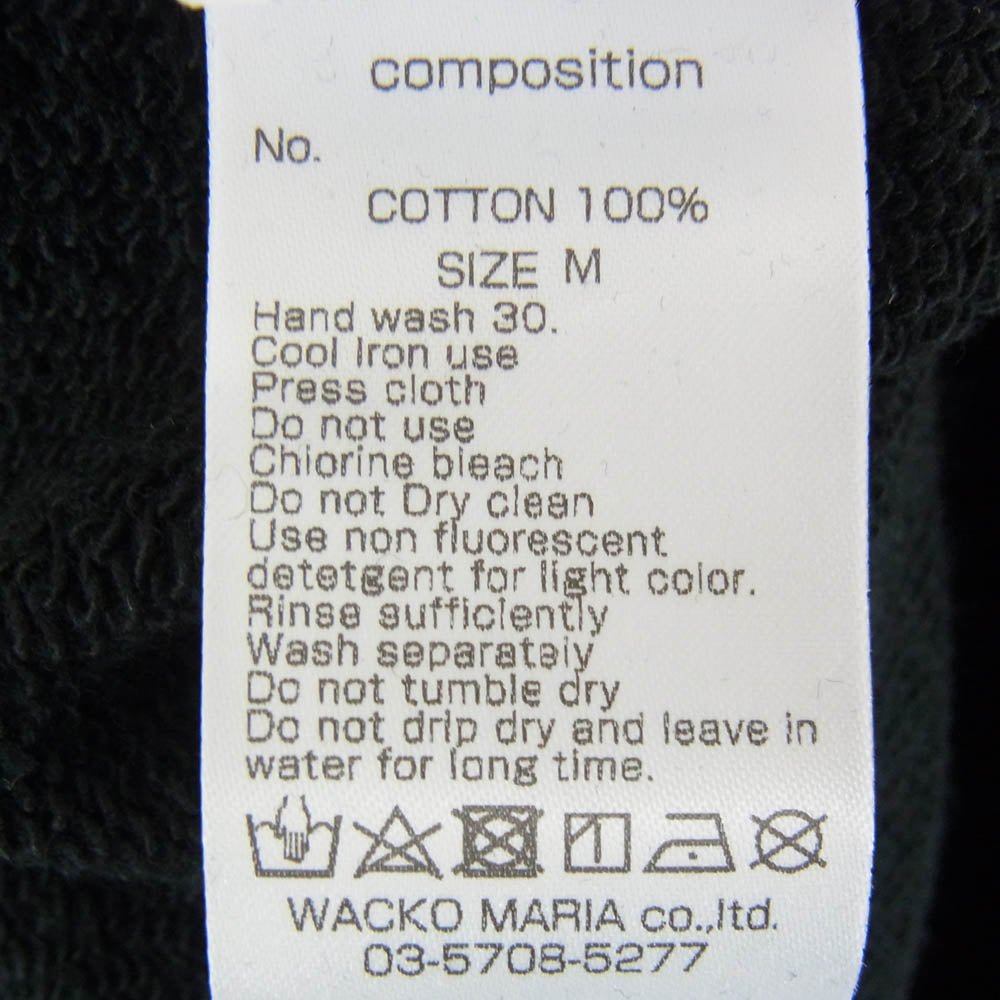 composition
No.
COTTON 100%
SIZE M
Hand wash 30.
Cool Iron use
Press cloth
Do not use
Chlorine bleach
Do not Dry clean
Use non fluorescent
detetgent for light color.
Rinse sufficiently
Wash separately
Do not tumble dry
Do not drip dry and leave in
water for long time.
WACKO MARIA co.,ltd.
03-5708-5277